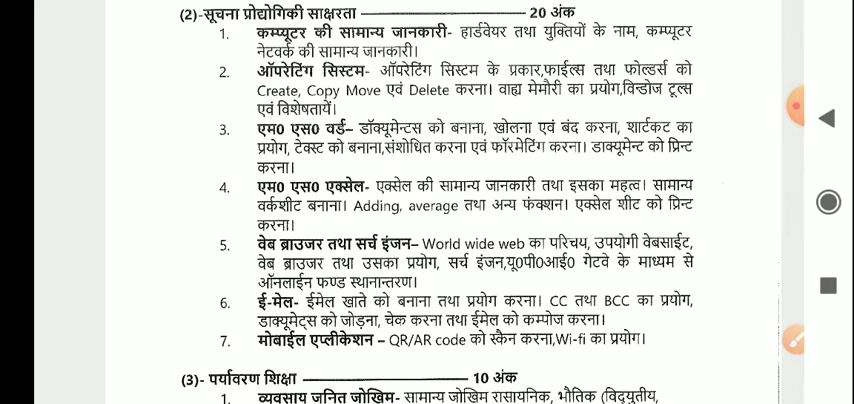 (2)-सूचना प्रोद्योगिकी साक्षरता —————————— 20 अंक
1. कम्प्यूटर की सामान्य जानकारी- हार्डवेयर तथा युक्तियों के नाम, कम्प्यूटर
नेटवर्क की सामान्य जानकारी।
2. ऑपरेटिंग सिस्टम- ऑपरेटिंग सिस्टम के प्रकार,फाईल्स तथा फोल्डर्स को
Create, Copy Move एवं Delete करना। वाह्य मेमौरी का प्रयोग,विन्डोज टूल्स
एवं विशेषतायें।
3. एम0 एस0 वर्ड– डॉक्यूमेन्टस को बनाना, खोलना एवं बंद करना, शार्टकट का
प्रयोग, टेक्स्ट को बनाना,संशोधित करना एवं फॉरमेटिंग करना। डाक्यूमेन्ट को प्रिन्ट
करना।
4. एम0 एस0 एक्सेल- एक्सेल की सामान्य जानकारी तथा इसका महत्व। सामान्य
वर्कशीट बनाना। Adding, average तथा अन्य फंक्शन। एक्सेल शीट को प्रिन्ट
करना।
5. वेब ब्राउजर तथा सर्च इंजन– World wide web का परिचय, उपयोगी वेबसाईट,
वेब ब्राउजर तथा उसका प्रयोग, सर्च इंजन,यू0पी0आई0 गेटवे के माध्यम से
ऑनलाईन फण्ड स्थानान्तरण।
6. ई-मेल- ईमेल खाते को बनाना तथा प्रयोग करना। CC तथा BCC का प्रयोग,
डाक्यूमेट्स को जोड़ना, चेक करना तथा ईमेल को कम्पोज करना।
7. मोबाईल एप्लीकेशन – QR/AR code को स्कैन करना,Wi-fi का प्रयोग।
(3)- पर्यावरण शिक्षा —————————— 10 अंक
1. व्यवसाय जनित जोखिम- सामान्य जोखिम रासायनिक, भौतिक (विद्युतीय,